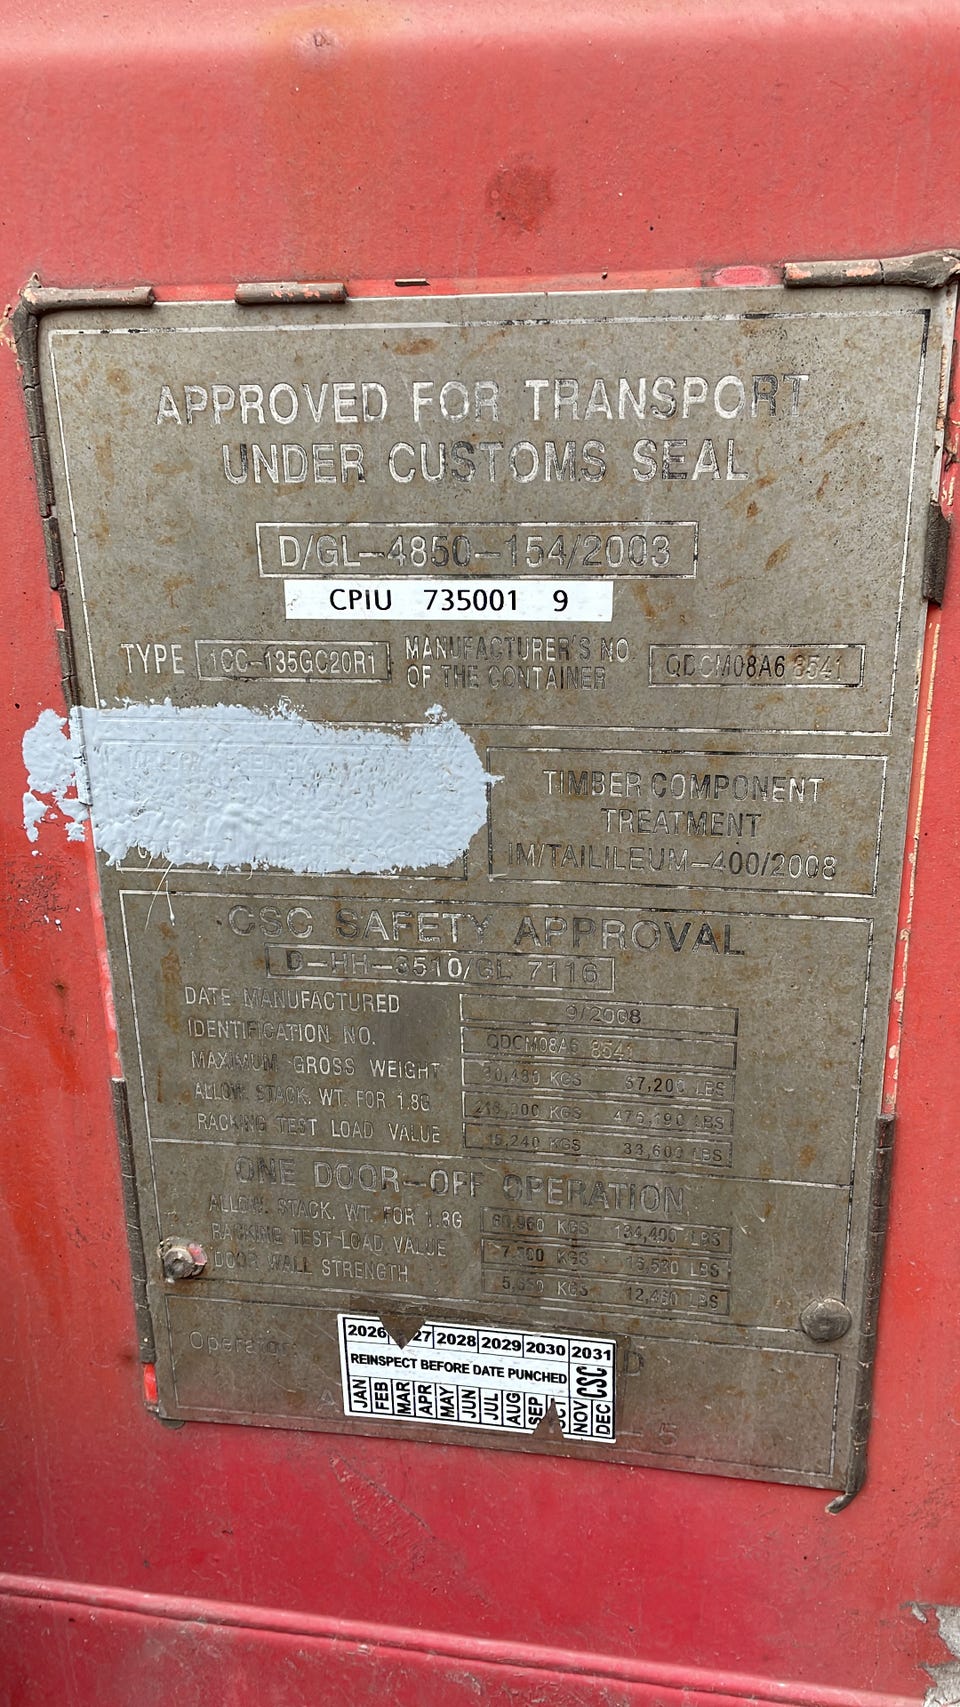 APPROVED FOR TRANSPORT
UNDER CUSTOMS SEAL
D/GL-4850-154/2003
CPIU 735001 9
TYPE 1CC-135GC20R1 MANUFACTURER'S NO. OF THE CONTAINER QDCM08A6 8541
TIMBER COMPONENT
TREATMENT
IM/TAILILEUM-400/2008
CSC SAFETY APPROVAL
D-HH-3510/GL 7116
DATE MANUFACTURED 9/2008
IDENTIFICATION NO. QDCM08A6 8541
MAXIMUM GROSS WEIGHT 30,480 KGS 67,200 LBS
ALLOW. STACK. WT. FOR 1.8G 216,000 KGS 476,190 LBS
RACKING TEST LOAD VALUE 15,240 KGS 33,600 LBS
ONE DOOR-OFF OPERATION
ALLOW. STACK. WT. FOR 1.8G 60,960 KGS 134,400 LBS
RACKING TEST LOAD VALUE 7,500 KGS 16,530 LBS
DOOR WALL STRENGTH 5,650 KGS 12,460 LBS
2026 27 2028 2029 2030 2031
REINSPECT BEFORE DATE PUNCHED CSC
JAN FEB MAR APR MAY JUN JUL AUG SEP NOV DEC